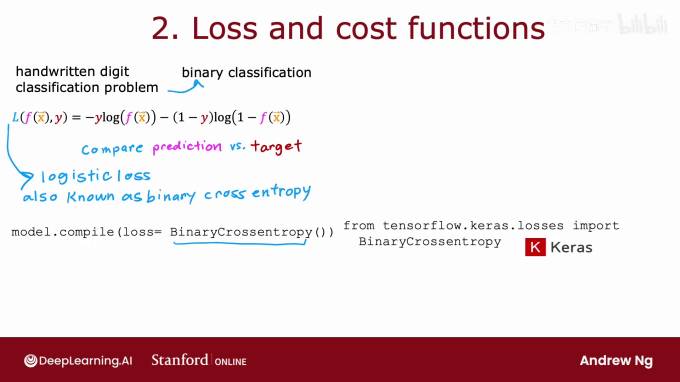 bilibili
2. Loss and cost functions
handwritten digit
classification problem
binary classification
L(f(x⃗), y) = −ylog(f(x⃗)) − (1 − y)log(1 − f(x⃗))
compare prediction vs. target
logistic loss
also known as binary cross entropy
model.compile(loss= BinaryCrossentropy())
from tensorflow.keras.losses import
BinaryCrossentropy
K Keras
DeepLearning.AI
Stanford ONLINE
Andrew Ng